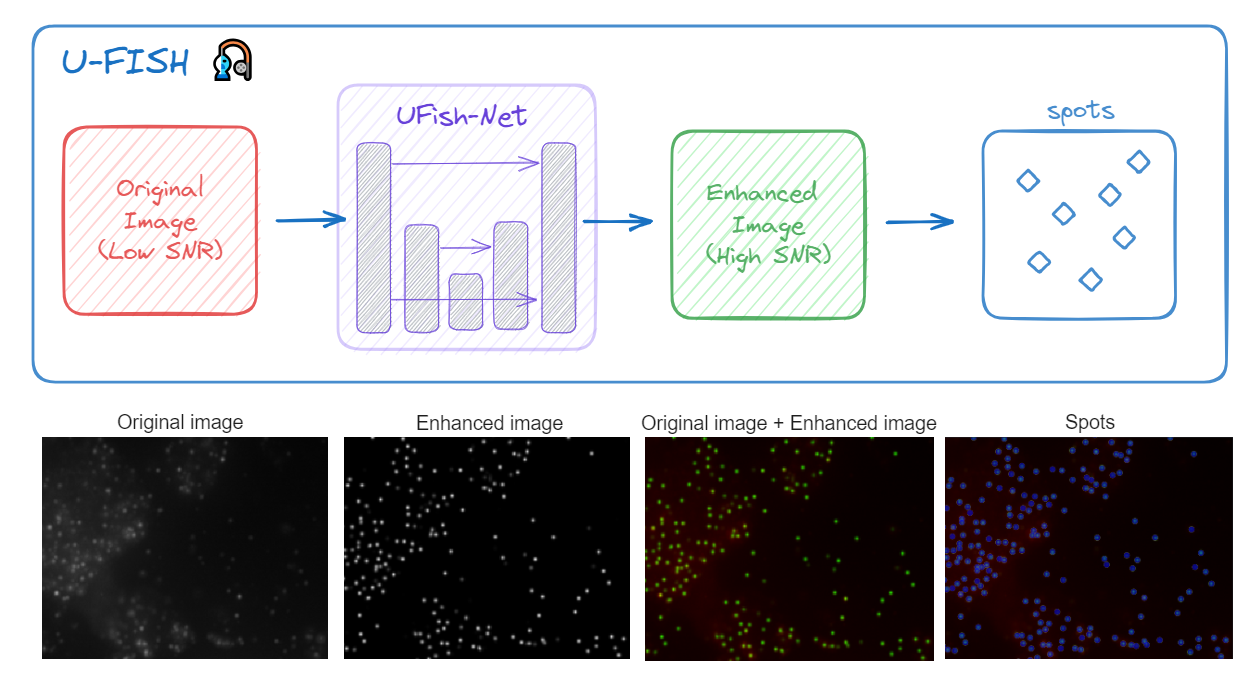 U-FISH
UFish-Net
Original
Image
(Low SNR)
Enhanced
Image
(High SNR)
spots
Original image
Enhanced image
Original image + Enhanced image
Spots